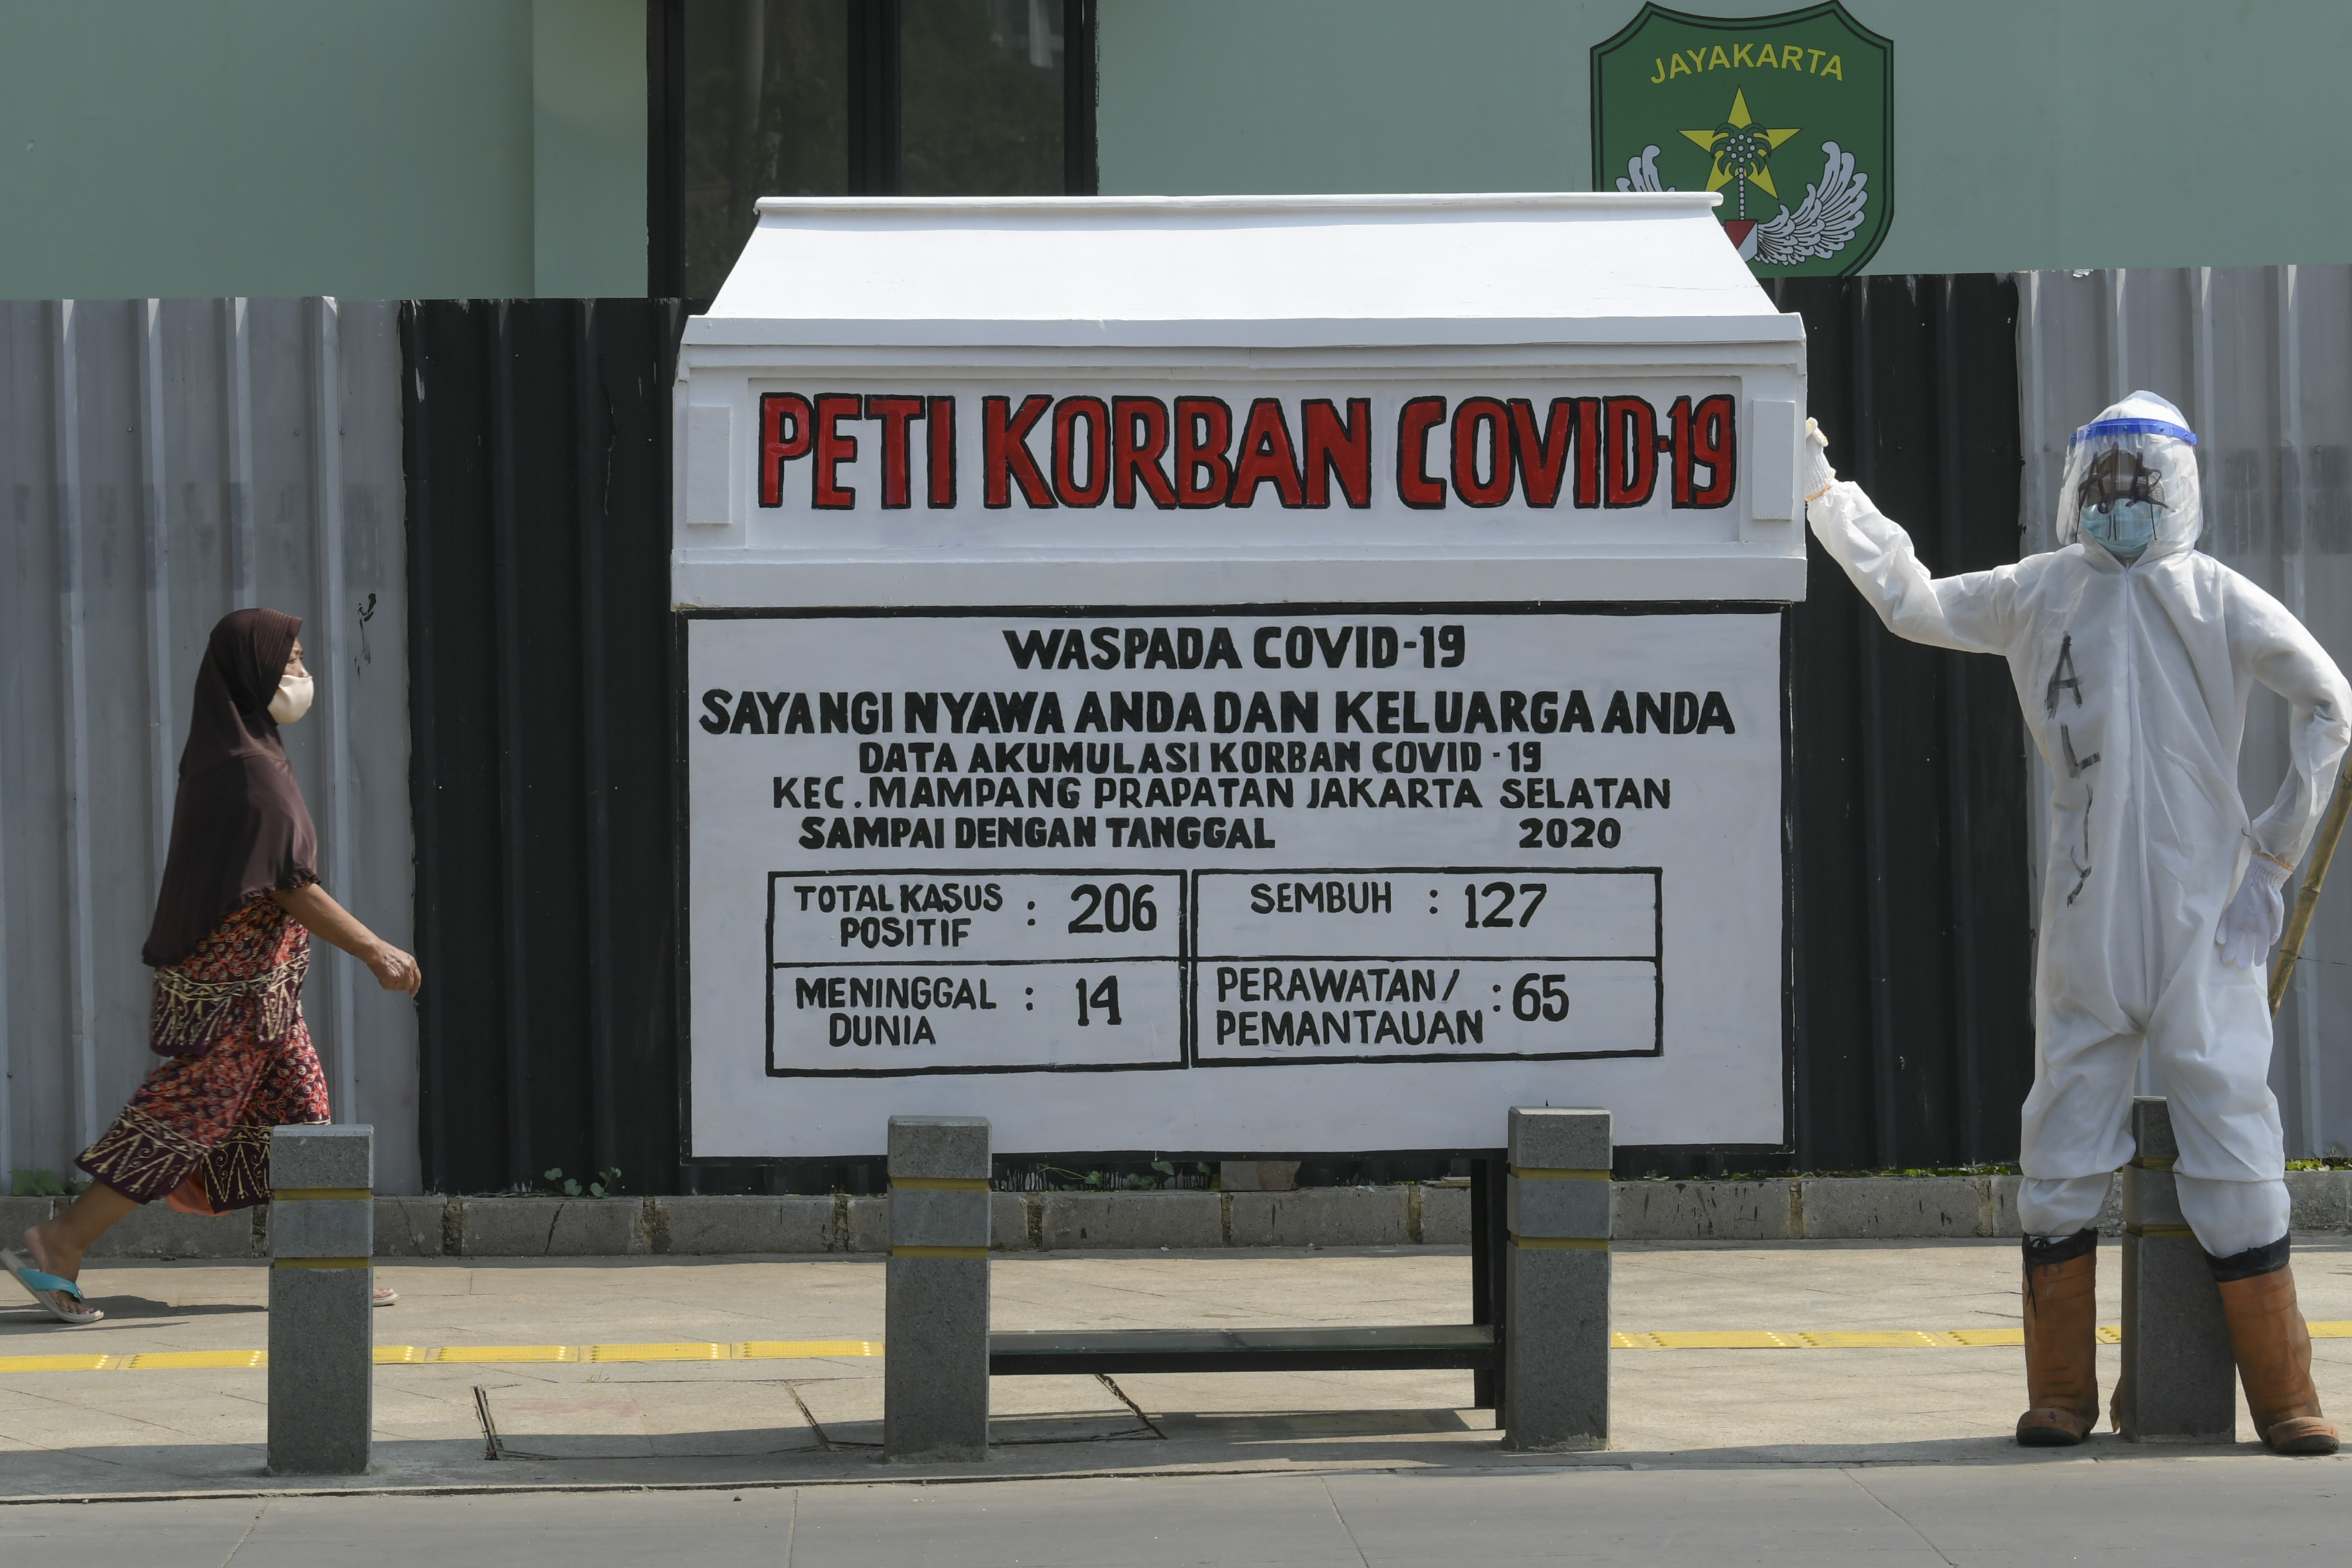 JAYAKARTA
PETI KORBAN COVID-19
WASPADA COVID-19
SAYANGI NYAWA ANDA DAN KELUARGA ANDA
DATA AKUMULASI KORBAN COVID-19
KEC. MAMPANG PRAPATAN JAKARTA SELATAN
SAMPAI DENGAN TANGGAL 2020
TOTAL KASUS
POSITIF : 206
SEMBUH : 127
MENINGGAL
DUNIA : 14
PERAWATAN/
PEMANTAUAN : 65